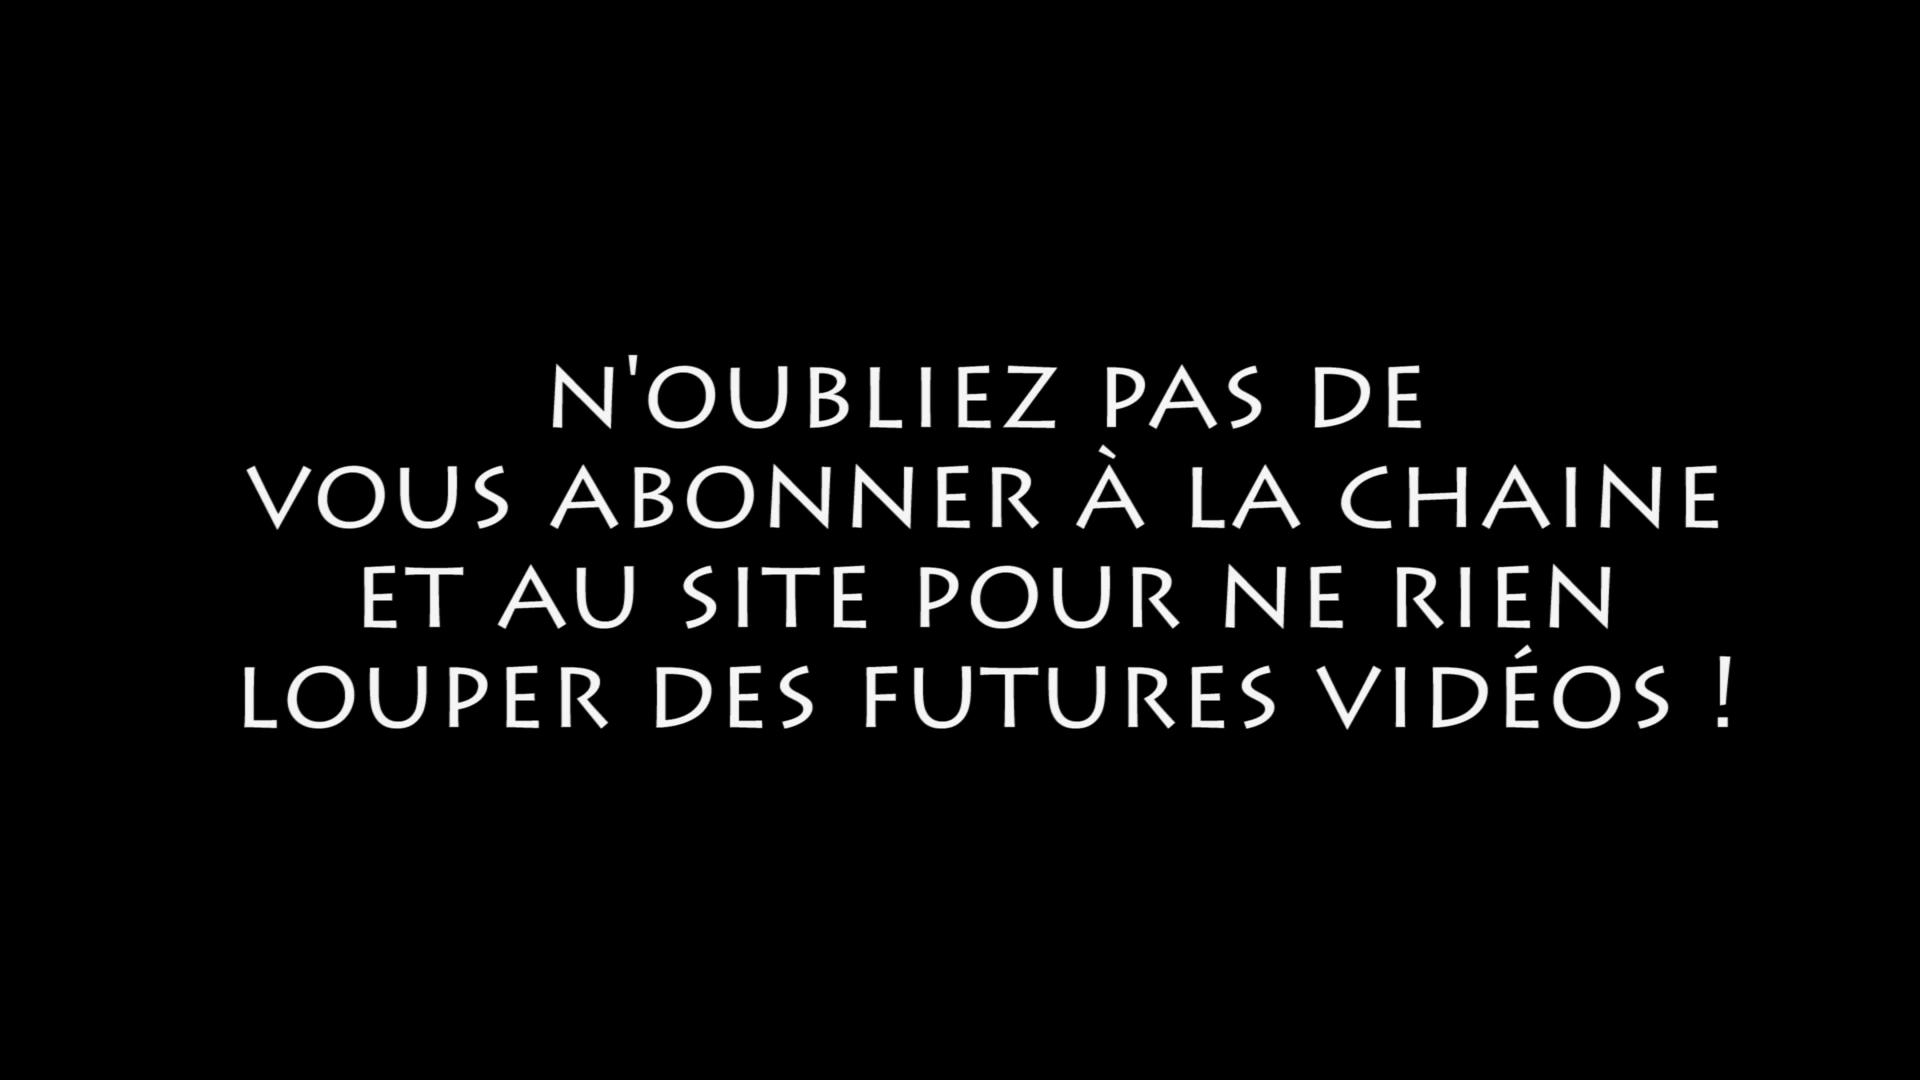 N'OUBLIEZ PAS DE
VOUS ABONNER À LA CHAINE
ET AU SITE POUR NE RIEN
LOUPER DES FUTURES VIDÉOS !